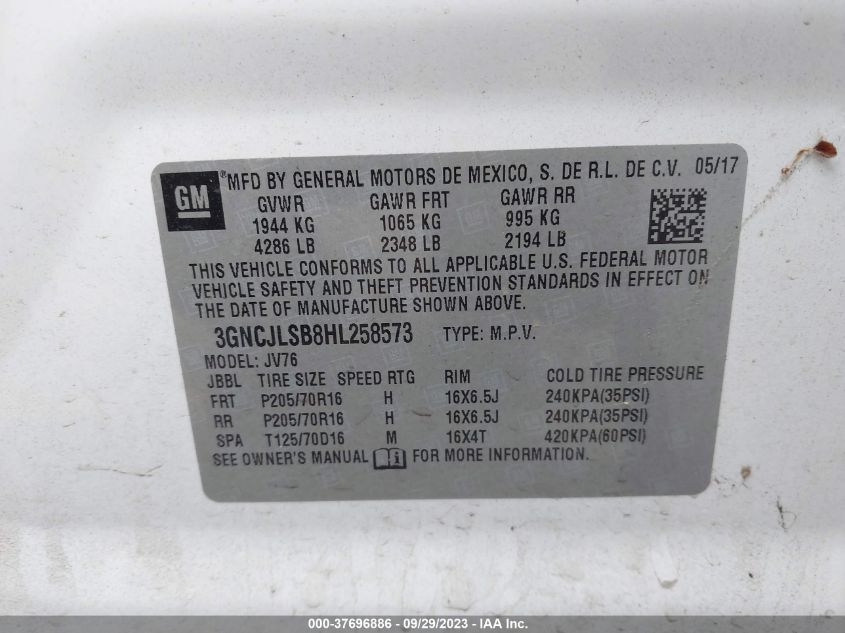 GM ®MFD BY GENERAL MOTORS DE MEXICO, S. DE R.L. DE C.V. 05/17
GVWR GAWR FRT GAWR RR
1944 KG 1065 KG 995 KG
4286 LB 2348 LB 2194 LB
THIS VEHICLE CONFORMS TO ALL APPLICABLE U.S. FEDERAL MOTOR
VEHICLE SAFETY AND THEFT PREVENTION STANDARDS IN EFFECT ON
THE DATE OF MANUFACTURE SHOWN ABOVE.
3GNCJLSB8HL258573 TYPE: M.P.V.
MODEL: JV76
JBBL TIRE SIZE SPEED RTG RIM COLD TIRE PRESSURE
FRT P205/70R16 H 16X6.5J 240KPA(35PSI)
RR P205/70R16 H 16X6.5J 240KPA(35PSI)
SPA T125/70D16 M 16X4T 420KPA(60PSI)
SEE OWNER'S MANUAL FOR MORE INFORMATION.
000-37696886 - 09/29/2023 - IAA Inc.